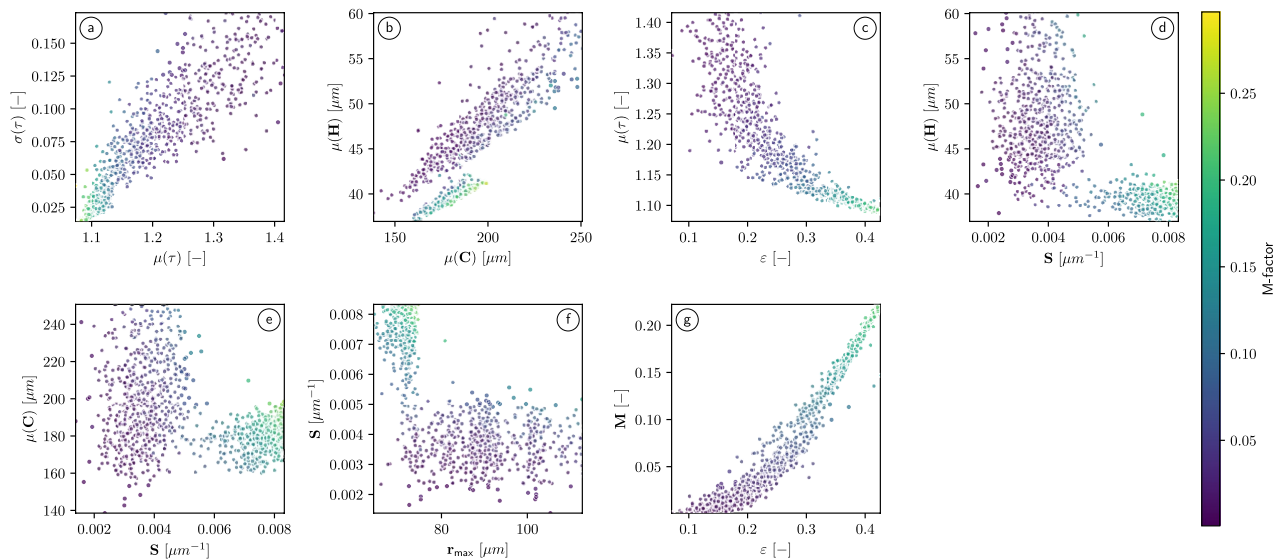 a
0.150
0.125
0.100
0.075
0.050
0.025
σ(τ) [−]
1.1 1.2 1.3 1.4
μ(τ) [−]
b
60
55
50
45
40
μ(H) [μm]
150 200 250
μ(C) [μm]
c
1.40
1.35
1.30
1.25
1.20
1.15
1.10
μ(τ) [−]
0.1 0.2 0.3 0.4
ε [−]
d
60
55
50
45
40
μ(H) [μm]
0.002 0.004 0.006 0.008
S [μm⁻¹]
0.25
0.20
0.15
0.10
0.05
M-factor
e
240
220
200
180
160
140
μ(C) [μm]
0.002 0.004 0.006 0.008
S [μm⁻¹]
f
0.008
0.007
0.006
0.005
0.004
0.003
0.002
S [μm⁻¹]
80 100
r_max [μm]
g
0.20
0.15
0.10
0.05
M [−]
0.1 0.2 0.3 0.4
ε [−]